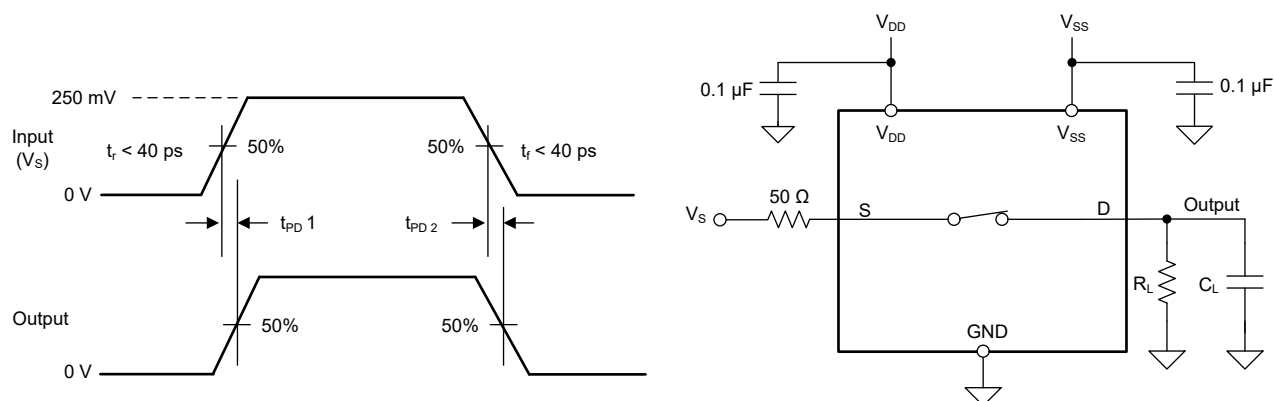 250 mV
Input
(VS)
tr < 40 ps
50%
50%
tf < 40 ps
0 V
tPD 1
tPD 2
Output
50%
50%
0 V
VDD
VSS
0.1 µF
0.1 µF
VDD
VSS
50 Ω
VS
S
D
Output
RL
CL
GND